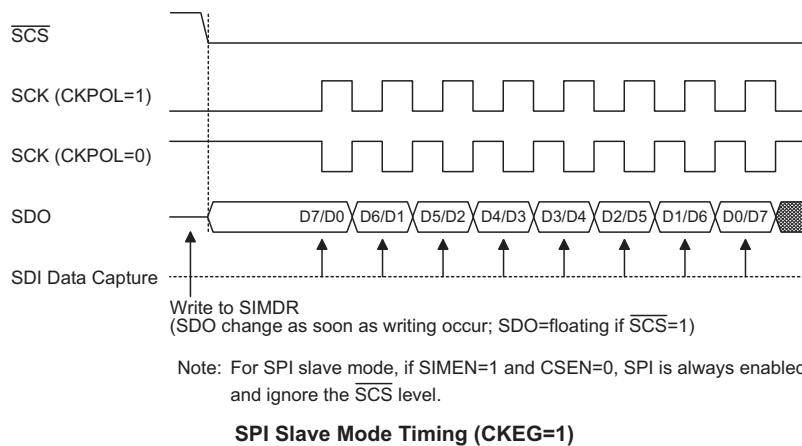 SCS
SCK (CKPOL=1)
SCK (CKPOL=0)
SDO
D7/D0 D6/D1 D5/D2 D4/D3 D3/D4 D2/D5 D1/D6 D0/D7
SDI Data Capture
Write to SIMDR
(SDO change as soon as writing occur; SDO=floating if SCS=1)
Note: For SPI slave mode, if SIMEN=1 and CSEN=0, SPI is always enabled
and ignore the SCS level.
SPI Slave Mode Timing (CKEG=1)